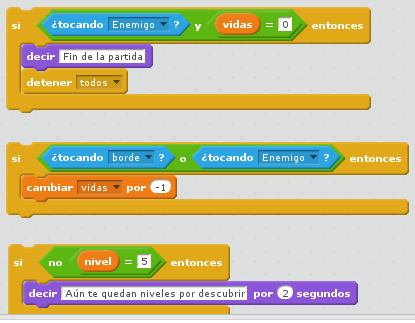 si ¿tocando Enemigo ? y vidas = 0 entonces
decir Fin de la partida
detener todos
si ¿tocando borde ? o ¿tocando Enemigo ? entonces
cambiar vidas por -1
si no nivel = 5 entonces
decir Aún te quedan niveles por descubrir por 2 segundos